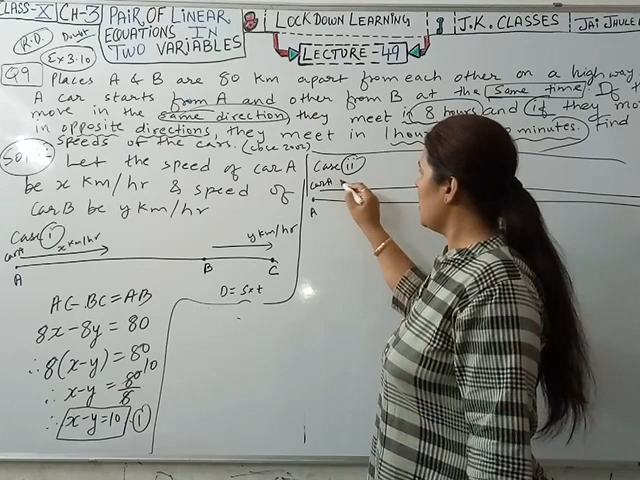 CLASS-X CH-3 PAIR OF LINEAR EQUATIONS IN TWO VARIABLES
LOCKDOWN LEARNING
J.K. CLASSES
JAI JHULE
LECTURE-49
R.D.
Ex 3.10
Q9 PLACES A & B ARE 80 KM apart from each other on a highway
A car starts from A and other from B at the same time. If
move in the same direction they meet in 8 hours and if they mo
in opposite directions, they meet in 1 hour minutes. Find
speeds of the cars. (cbse 2002)
Sol:- Let the speed of car A
be x km/hr & speed of
Car B be y km/hr
Case i
Car A x km/hr y km/hr
A B C
AC-BC=AB
8x-8y=80
∴ 8(x-y)=80
∴ x-y=80/8 10
∴ x-y=10 - i
D=S×t
Case ii
Car A
A